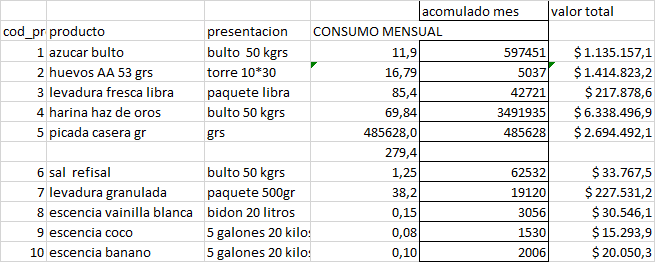 acomulado mes valor total
cod_pr producto presentacion CONSUMO MENSUAL
1 azucar bulto bulto 50 kgrs 11,9 597451 $ 1.135.157,1
2 huevos AA 53 grs torre 10*30 16,79 5037 $ 1.414.823,2
3 levadura fresca libra paquete libra 85,4 42721 $ 217.878,6
4 harina haz de oros bulto 50 kgrs 69,84 3491935 $ 6.338.496,9
5 picada casera gr grs 485628,0 485628 $ 2.694.492,1
279,4
6 sal refisal bulto 50 kgrs 1,25 62532 $ 33.767,5
7 levadura granulada paquete 500gr 38,2 19120 $ 227.531,2
8 escencia vainilla blanca bidon 20 litros 0,15 3056 $ 30.546,1
9 escencia coco 5 galones 20 kilos 0,08 1530 $ 15.293,9
10 escencia banano 5 galones 20 kilos 0,10 2006 $ 20.050,3